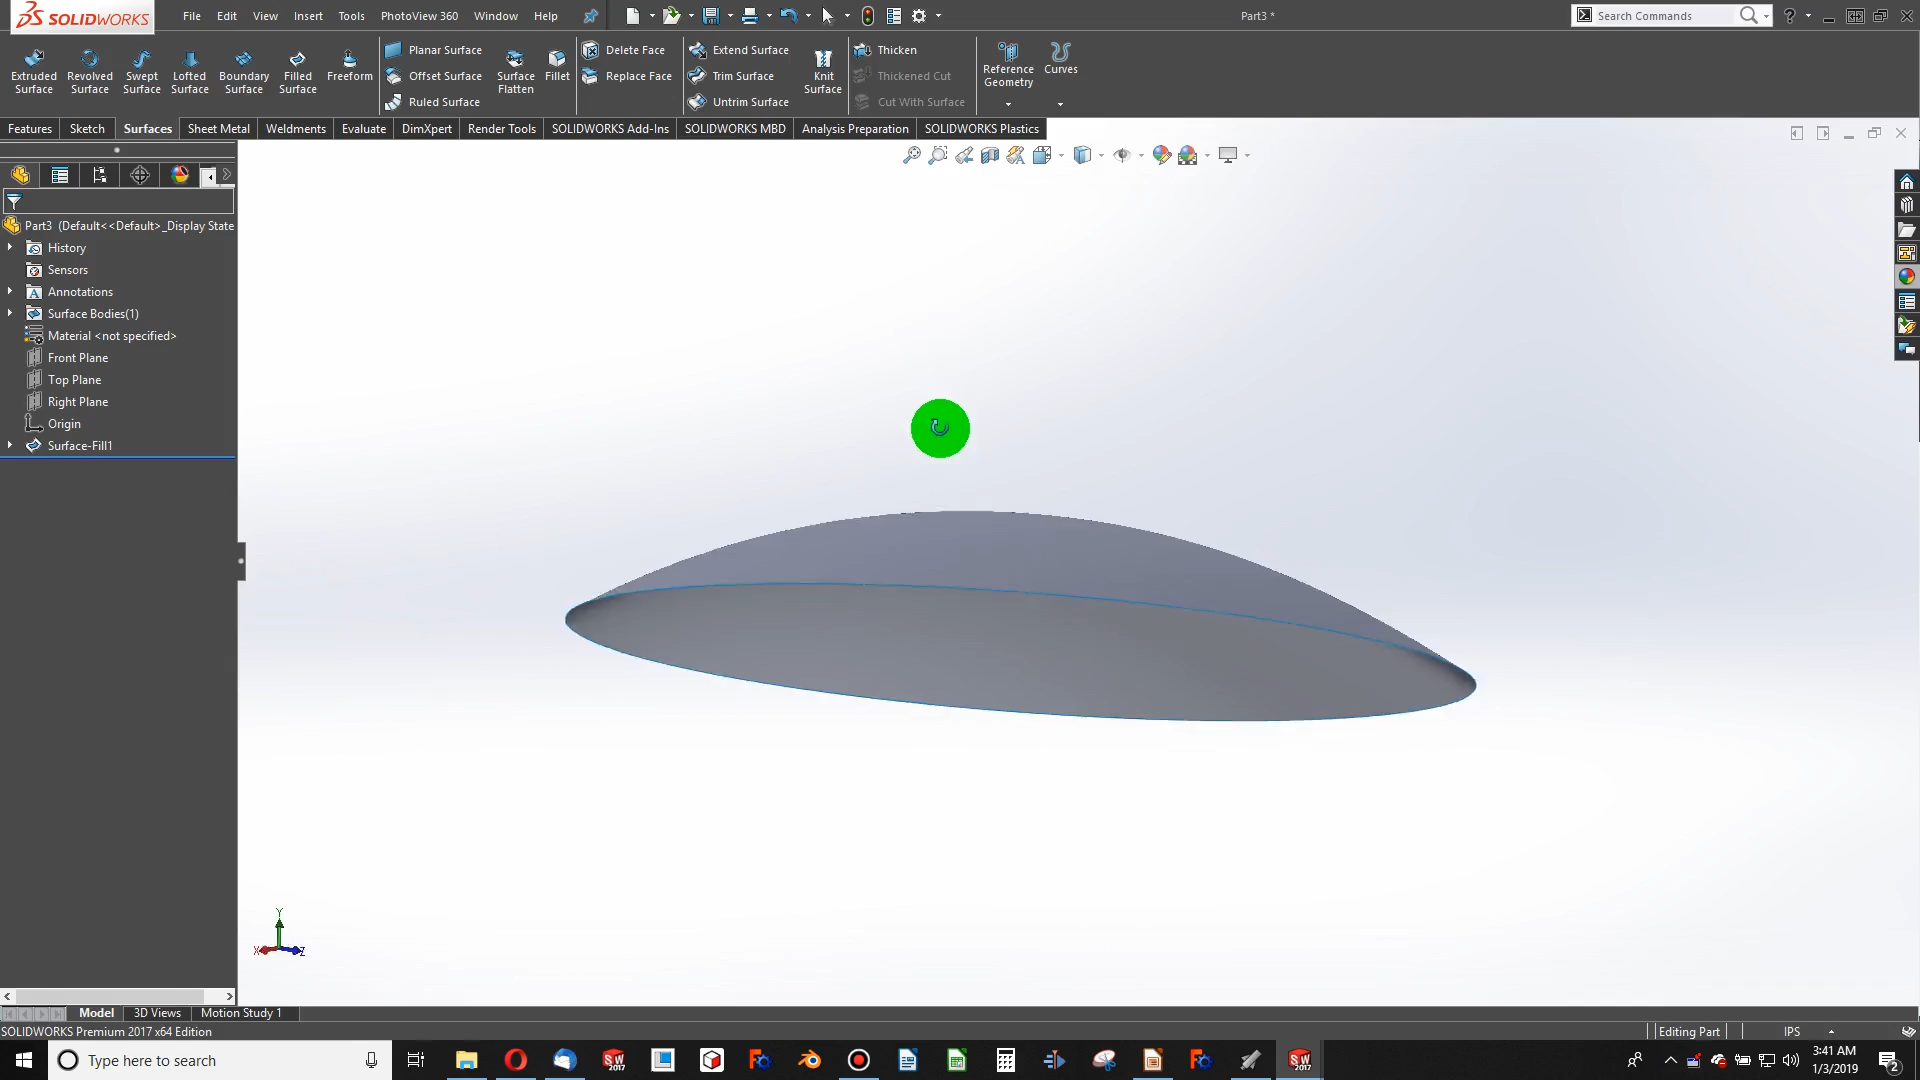 SOLIDWORKS File Edit View Insert Tools PhotoView 360 Window Help Part3 * Search Commands
Extruded Surface Revolved Surface Swept Surface Lofted Surface Boundary Surface Filled Surface Freeform
Planar Surface
Offset Surface
Ruled Surface
Surface Flatten Fillet
Delete Face
Replace Face
Extend Surface
Trim Surface
Untrim Surface
Knit Surface
Thicken
Thickened Cut
Cut With Surface
Reference Geometry Curves
Features Sketch Surfaces Sheet Metal Weldments Evaluate DimXpert Render Tools SOLIDWORKS Add-Ins SOLIDWORKS MBD Analysis Preparation SOLIDWORKS Plastics
Part3 (Default<<Default>_Display State
History
Sensors
Annotations
Surface Bodies(1)
Material <not specified>
Front Plane
Top Plane
Right Plane
Origin
Surface-Fill1
Y
X Z
Model 3D Views Motion Study 1
SOLIDWORKS Premium 2017 x64 Edition Editing Part IPS
Type here to search SW 2017 SW 2017 3:41 AM
1/3/2019 2